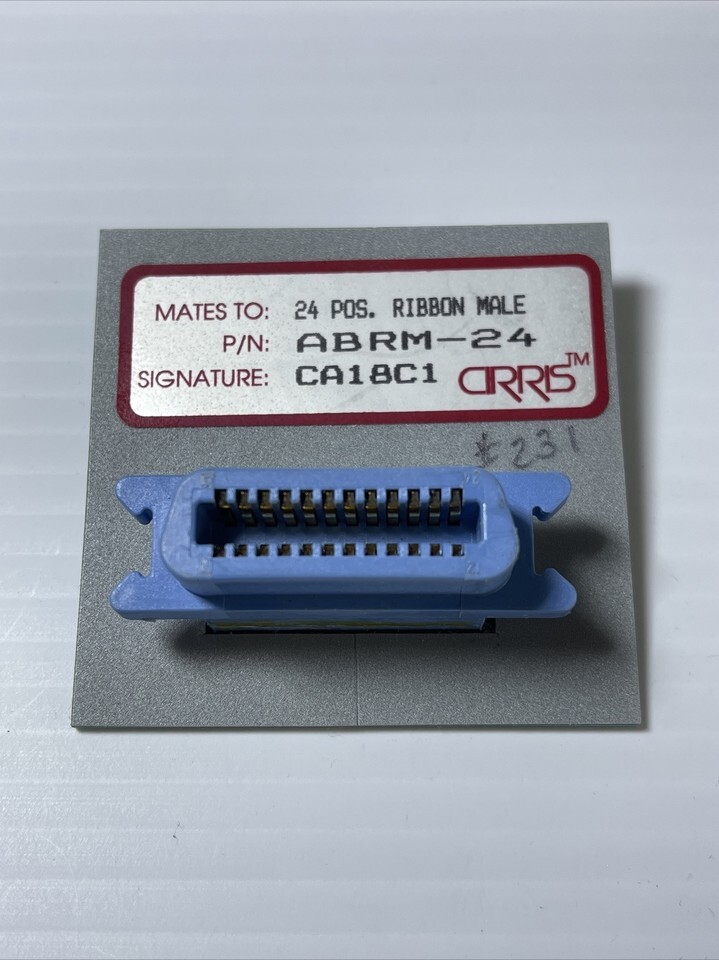 MATES TO: 24 POS. RIBBON MALE
P/N: ABRM-24
SIGNATURE: CA18C1 CIRRIS™
#231